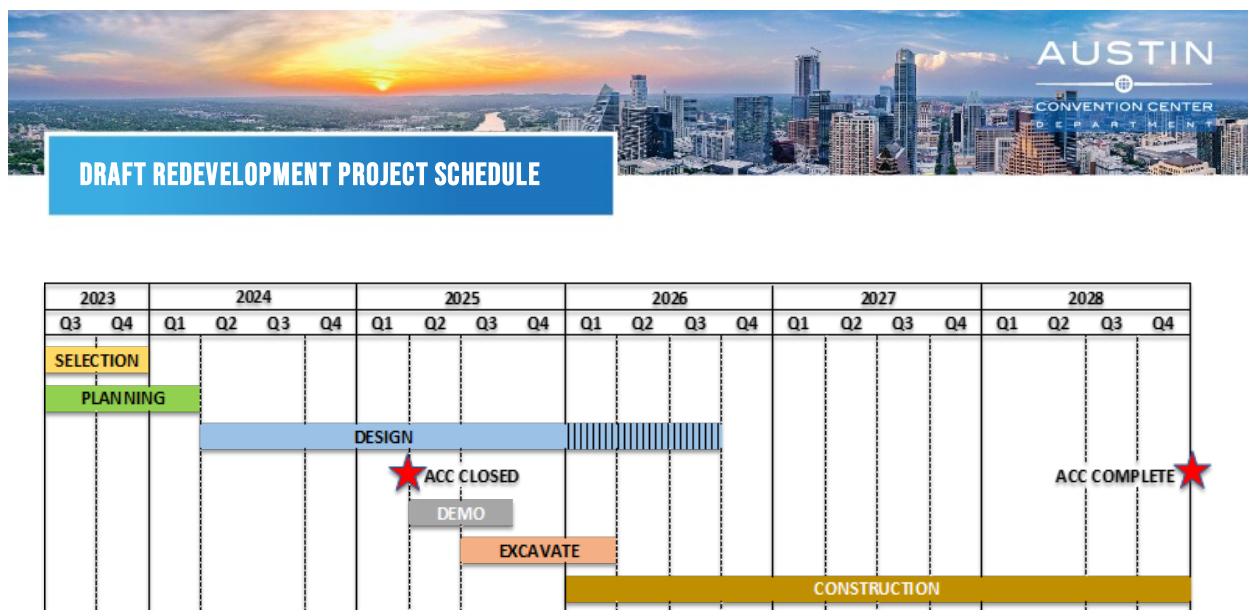 AUSTIN
CONVENTION CENTER
DEPARTMENT
DRAFT REDEVELOPMENT PROJECT SCHEDULE
2023 2024 2025 2026 2027 2028
Q3 Q4 Q1 Q2 Q3 Q4 Q1 Q2 Q3 Q4 Q1 Q2 Q3 Q4 Q1 Q2 Q3 Q4 Q1 Q2 Q3 Q4
SELECTION
PLANNING
DESIGN
ACC CLOSED ACC COMPLETE
DEMO
EXCAVATE
CONSTRUCTION